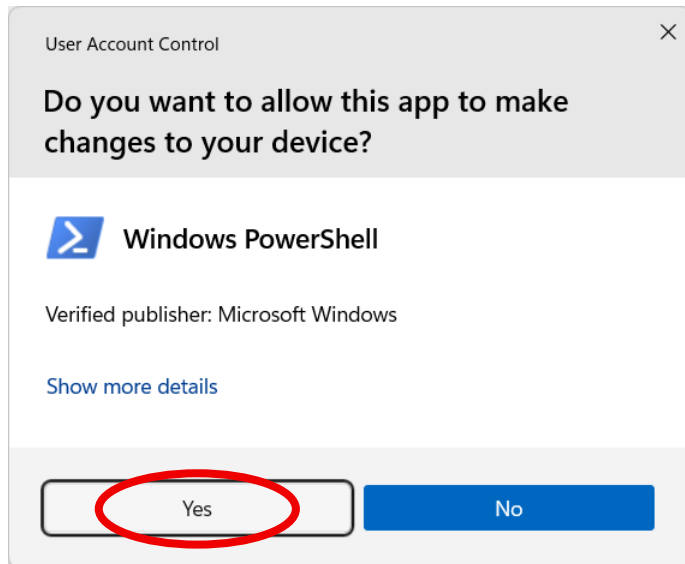 User Account Control
Do you want to allow this app to make
changes to your device?
Windows PowerShell
Verified publisher: Microsoft Windows
Show more details
Yes
No